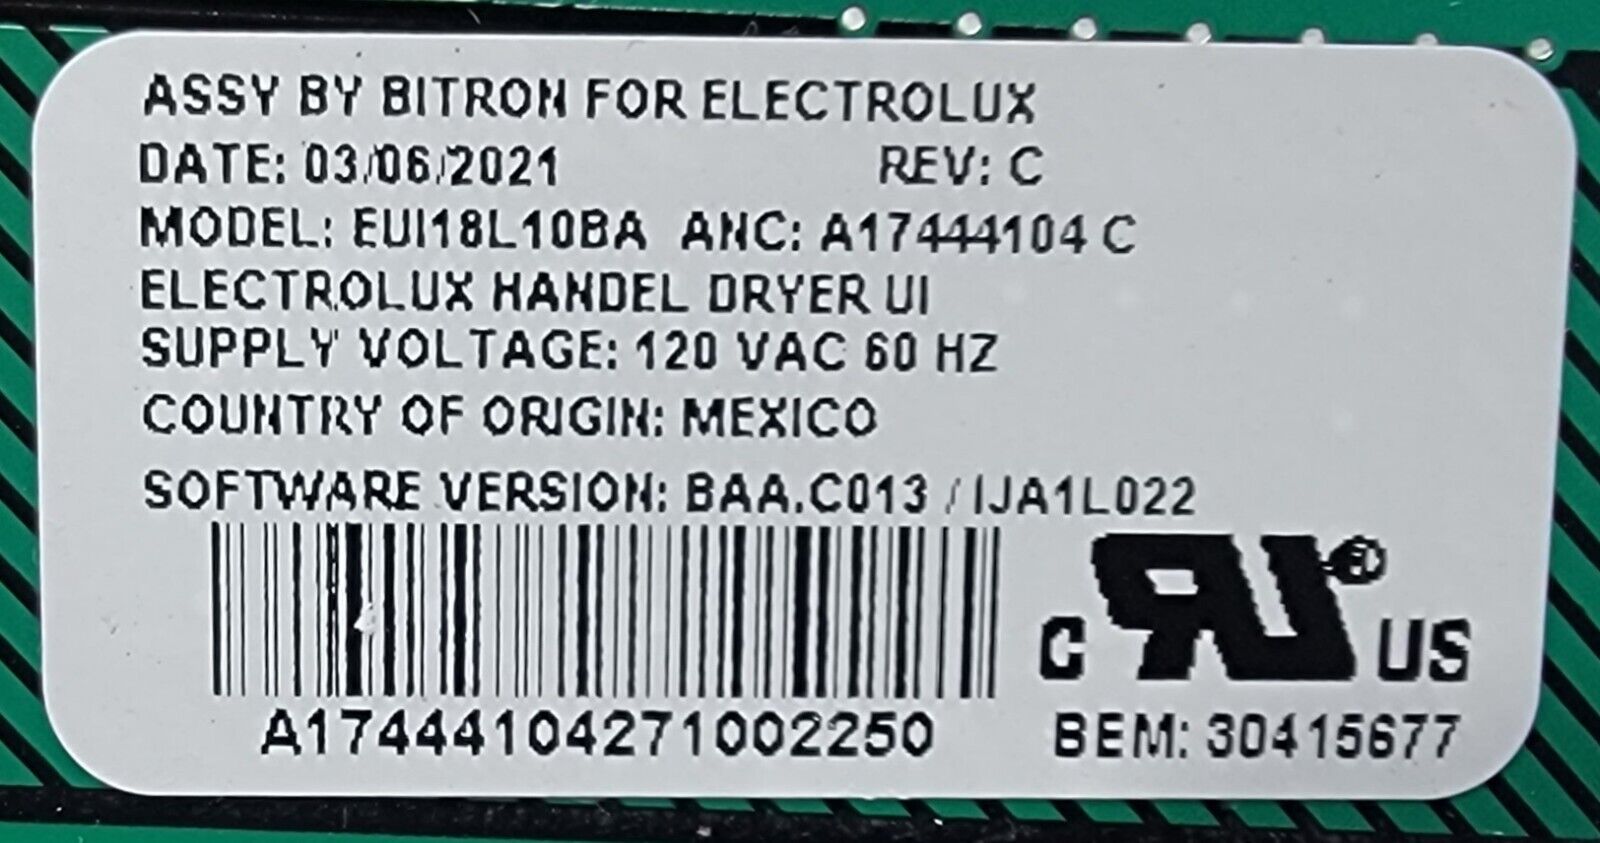 ASSY BY BITRON FOR ELECTROLUX
DATE: 03/06/2021 REV: C
MODEL: EUI18L10BA ANC: A17444104 C
ELECTROLUX HANDEL DRYER UI
SUPPLY VOLTAGE: 120 VAC 60 HZ
COUNTRY OF ORIGIN: MEXICO
SOFTWARE VERSION: BAA.C013 / IJA1L022
C RU® US
A17444104271002250 BEM: 30415677